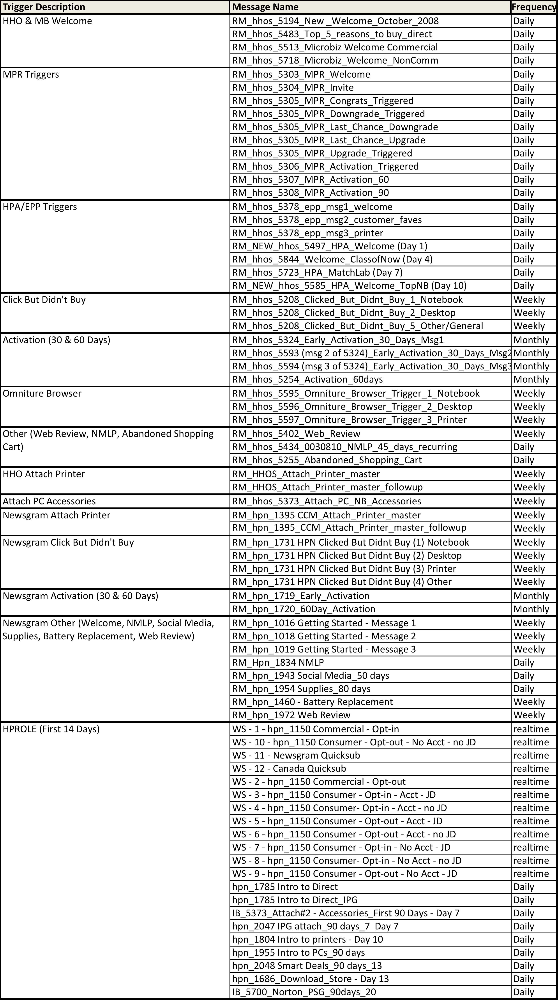 Trigger Description Message Name Frequency
HHO & MB Welcome RM_hhos_5194_New _Welcome_October_2008 Daily
RM_hhos_5483_Top_5_reasons_to buy_direct Daily
RM_hhos_5513_Microbiz Welcome Commercial Daily
RM_hhos_5718_Microbiz_Welcome_NonComm Daily
MPR Triggers RM_hhos_5303_MPR_Welcome Daily
RM_hhos_5304_MPR_Invite Daily
RM_hhos_5305_MPR_Congrats_Triggered Daily
RM_hhos_5305_MPR_Downgrade_Triggered Daily
RM_hhos_5305_MPR_Last_Chance_Downgrade Daily
RM_hhos_5305_MPR_Last_Chance_Upgrade Daily
RM_hhos_5305_MPR_Upgrade_Triggered Daily
RM_hhos_5306_MPR_Activation_Triggered Daily
RM_hhos_5307_MPR_Activation_60 Daily
RM_hhos_5308_MPR_Activation_90 Daily
HPA/EPP Triggers RM_hhos_5378_epp_msg1_welcome Daily
RM_hhos_5378_epp_msg2_customer_faves Daily
RM_hhos_5378_epp_msg3_printer Daily
RM_NEW_hhos_5497_HPA_Welcome (Day 1) Daily
RM_hhos_5844_Welcome_ClassofNow (Day 4) Daily
RM_hhos_5723_HPA_MatchLab (Day 7) Daily
RM_NEW_hhos_5585_HPA_Welcome_TopNB (Day 10) Daily
Click But Didn't Buy RM_hhos_5208_Clicked_But_Didnt_Buy_1_Notebook Weekly
RM_hhos_5208_Clicked_But_Didnt_Buy_2_Desktop Weekly
RM_hhos_5208_Clicked_But_Didnt_Buy_5_Other/General Weekly
Activation (30 & 60 Days) RM_hhos_5324_Early_Activation_30_Days_Msg1 Monthly
RM_hhos_5593 (msg 2 of 5324)_Early_Activation_30_Days_Msg2 Monthly
RM_hhos_5594 (msg 3 of 5324)_Early_Activation_30_Days_Msg3 Monthly
RM_hhos_5254_Activation_60days Monthly
Omniture Browser RM_hhos_5595_Omniture_Browser_Trigger_1_Notebook Weekly
RM_hhos_5596_Omniture_Browser_Trigger_2_Desktop Weekly
RM_hhos_5597_Omniture_Browser_Trigger_3_Printer Weekly
Other (Web Review, NMLP, Abandoned Shopping RM_hhos_5402_Web_Review Weekly
Cart) RM_hhos_5434_0030810_NMLP_45_days_recurring Daily
RM_hhos_5255_Abandoned_Shopping_Cart Daily
HHO Attach Printer RM_HHOS_Attach_Printer_master Weekly
RM_HHOS_Attach_Printer_master_followup Weekly
Attach PC Accessories RM_hhos_5373_Attach_PC_NB_Accessories Weekly
Newsgram Attach Printer RM_hpn_1395 CCM_Attach_Printer_master Weekly
RM_hpn_1395_CCM_Attach_Printer_master_followup Weekly
Newsgram Click But Didn't Buy RM_hpn_1731 HPN Clicked But Didnt Buy (1) Notebook Weekly
RM_hpn_1731 HPN Clicked But Didnt Buy (2) Desktop Weekly
RM_hpn_1731 HPN Clicked But Didnt Buy (3) Printer Weekly
RM_hpn_1731 HPN Clicked But Didnt Buy (4) Other Weekly
Newsgram Activation (30 & 60 Days) RM_hpn_1719_Early_Activation Monthly
RM_hpn_1720_60Day_Activation Monthly
Newsgram Other (Welcome, NMLP, Social Media, RM_hpn_1016 Getting Started - Message 1 Weekly
Supplies, Battery Replacement, Web Review) RM_hpn_1018 Getting Started - Message 2 Weekly
RM_hpn_1019 Getting Started - Message 3 Weekly
RM_Hpn_1834 NMLP Daily
RM_hpn_1943 Social Media_50 days Daily
RM_hpn_1954 Supplies_80 days Daily
RM_hpn_1460 - Battery Replacement Weekly
RM_hpn_1972 Web Review Weekly
HPROLE (First 14 Days) WS - 1 - hpn_1150 Commercial - Opt-in realtime
WS - 10 - hpn_1150 Consumer - Opt-out - No Acct - no JD realtime
WS - 11 - Newsgram Quicksub realtime
WS - 12 - Canada Quicksub realtime
WS - 2 - hpn_1150 Commercial - Opt-out realtime
WS - 3 - hpn_1150 Consumer - Opt-in - Acct - JD realtime
WS - 4 - hpn_1150 Consumer- Opt-in - Acct - no JD realtime
WS - 5 - hpn_1150 Consumer - Opt-out - Acct - JD realtime
WS - 6 - hpn_1150 Consumer - Opt-out - Acct - no JD realtime
WS - 7 - hpn_1150 Consumer - Opt-in - No Acct - JD realtime
WS - 8 - hpn_1150 Consumer- Opt-in - No Acct - no JD realtime
WS - 9 - hpn_1150 Consumer - Opt-out - No Acct - JD realtime
hpn_1785 Intro to Direct Daily
hpn_1785 Intro to Direct_IPG Daily
IB_5373_Attach#2 - Accessories_First 90 Days - Day 7 Daily
hpn_2047 IPG attach_90 days_7  Day 7 Daily
hpn_1804 Intro to printers - Day 10 Daily
hpn_1955 Intro to PCs_90 days Daily
hpn_2048 Smart Deals_90 days_13 Daily
hpn_1686_Download_Store - Day 13 Daily
IB_5700_Norton_PSG_90days_20 Daily